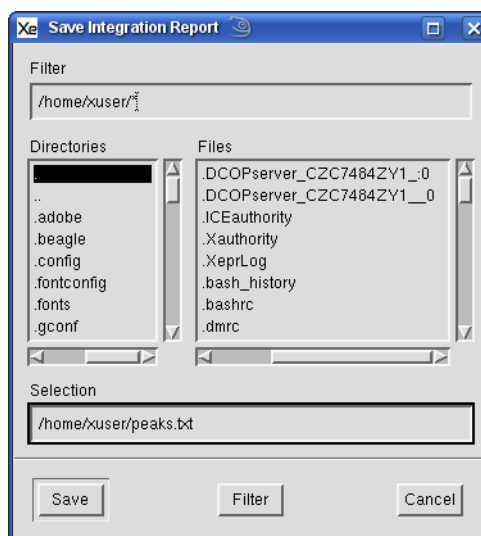 Xe Save Integration Report
Filter
/home/xuser/*
Directories
.
..
.adobe
.beagle
.config
.fontconfig
.fonts
.gconf
Files
.DCOPserver_CZC7484ZY1_:0
.DCOPserver_CZC7484ZY1__0
.ICEauthority
.Xauthority
.XeprLog
.bash_history
.bashrc
.dmrc
Selection
/home/xuser/peaks.txt
Save Filter Cancel